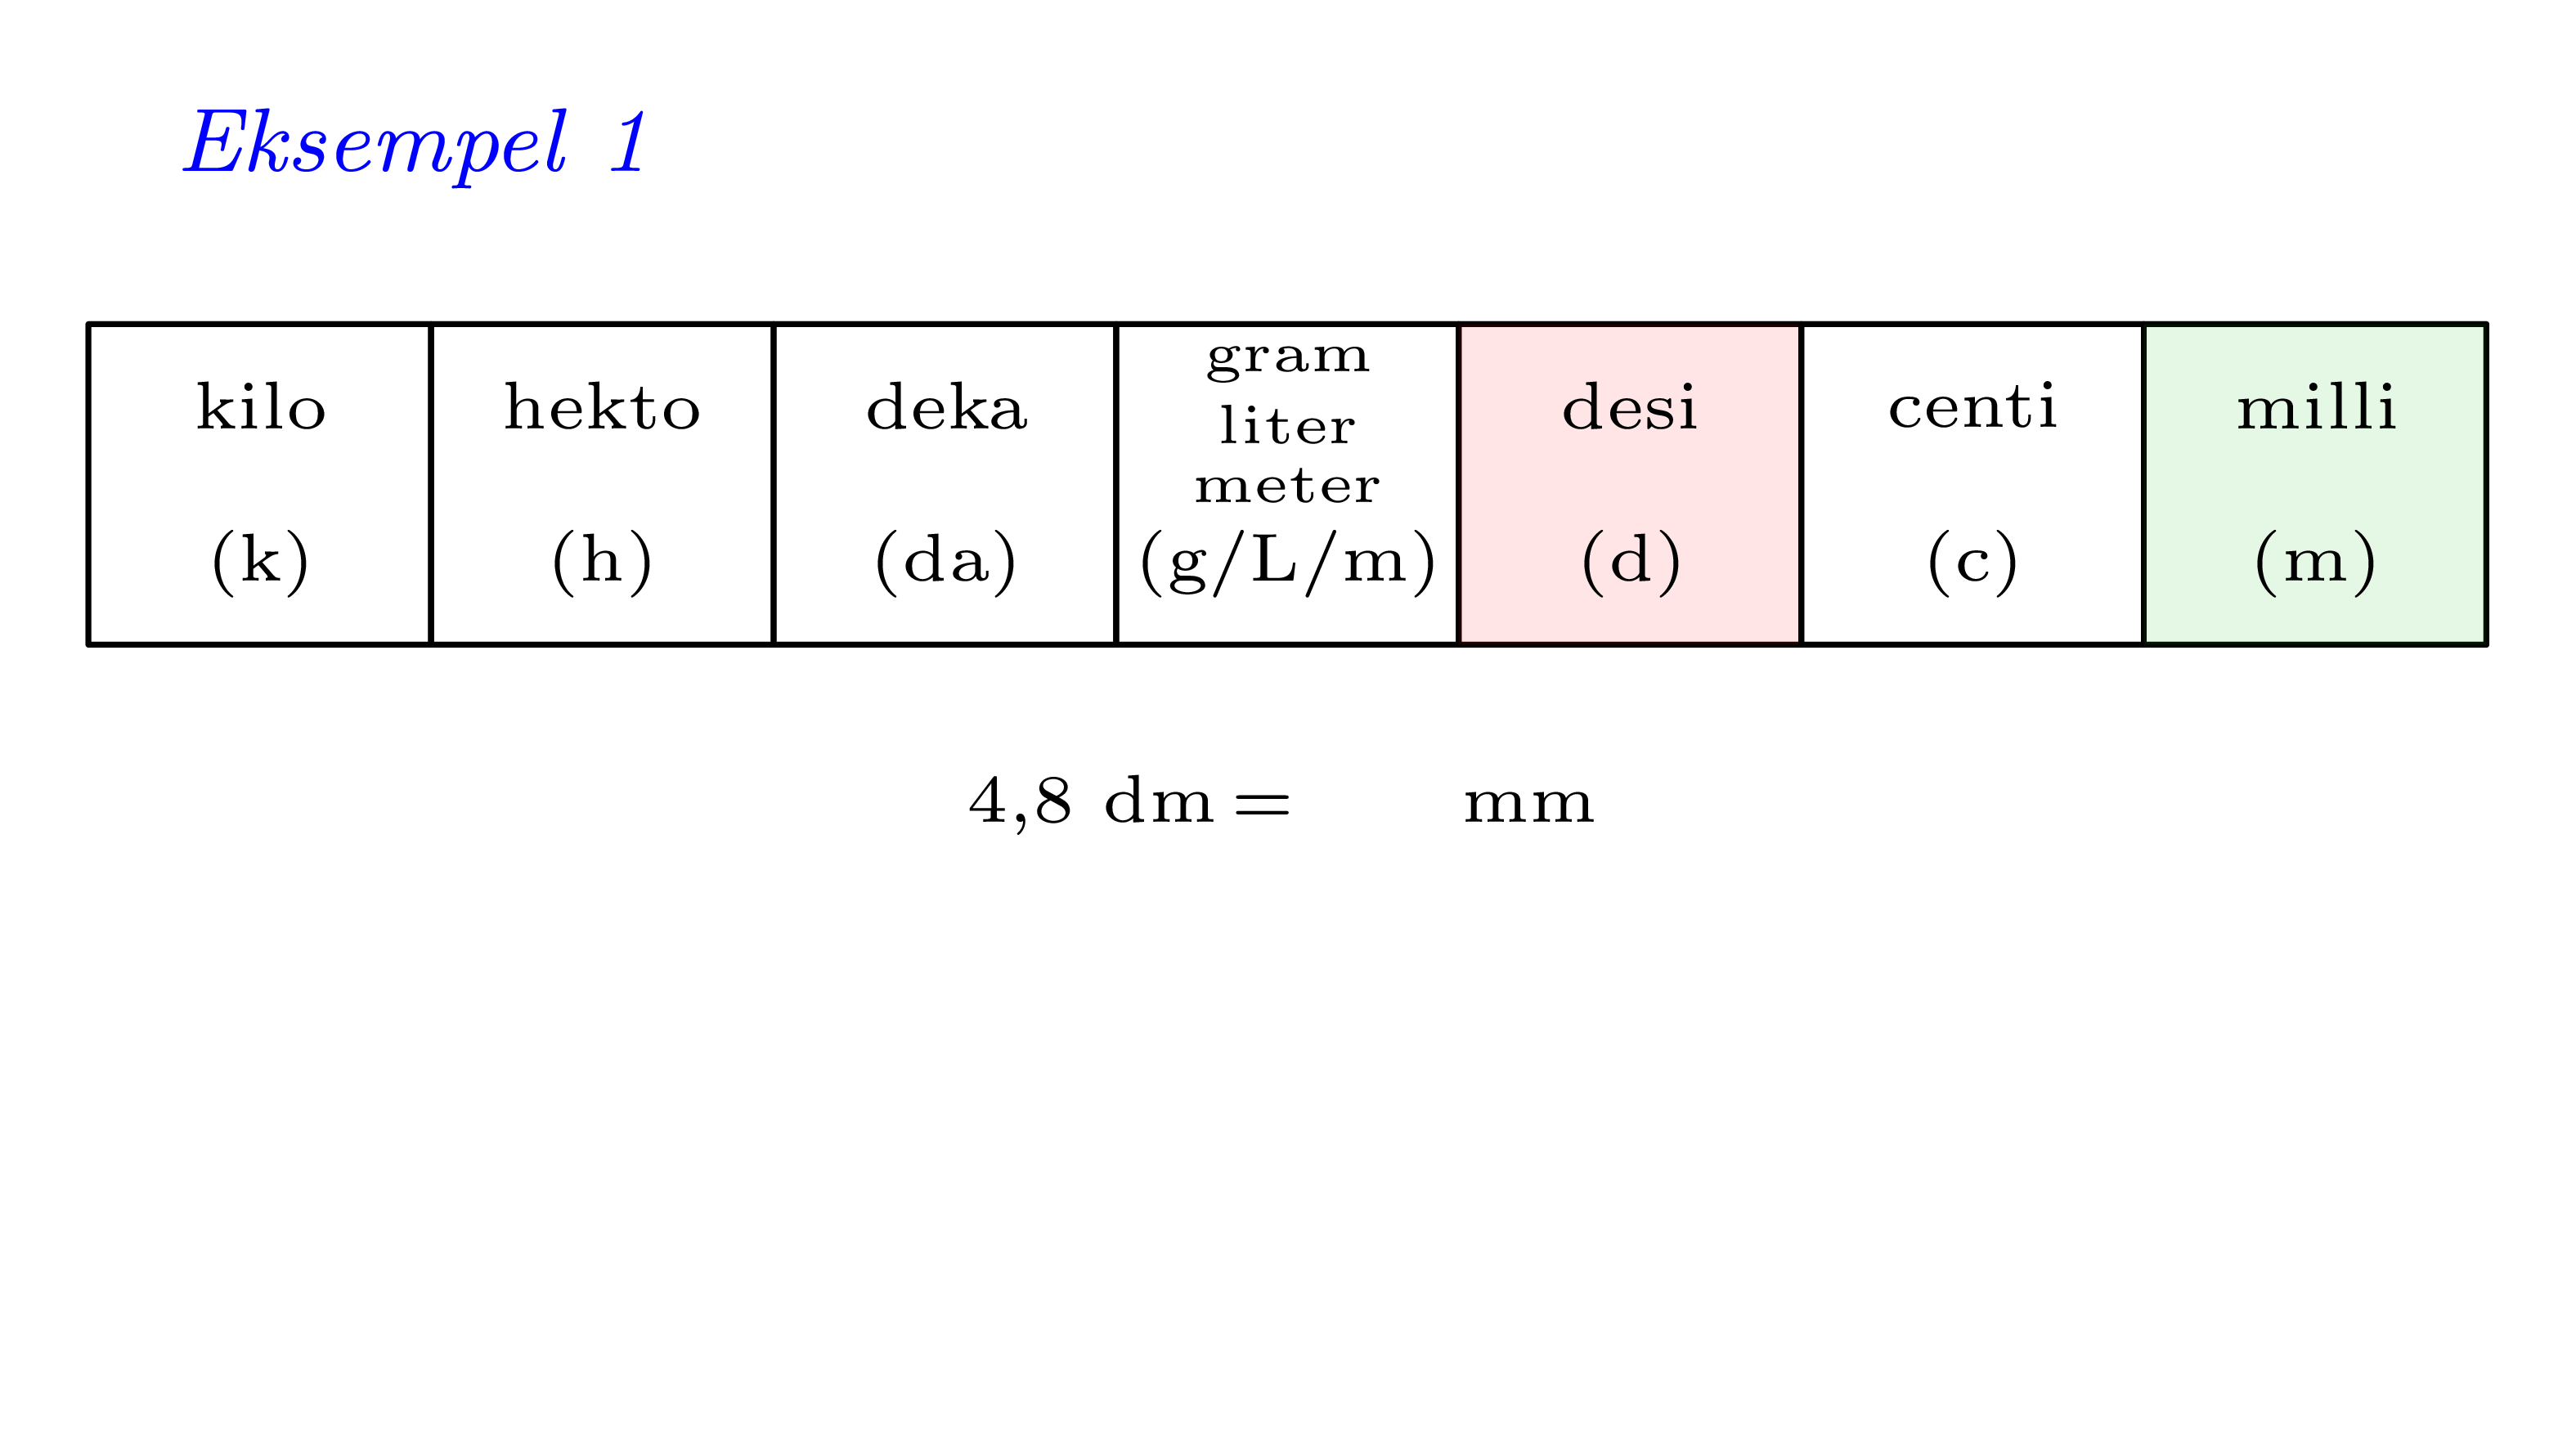 Eksempel 1
kilo
(k)
hekto
(h)
deka
(da)
gram
liter
meter
(g/L/m)
desi
(d)
centi
(c)
milli
(m)
4,8 dm = mm